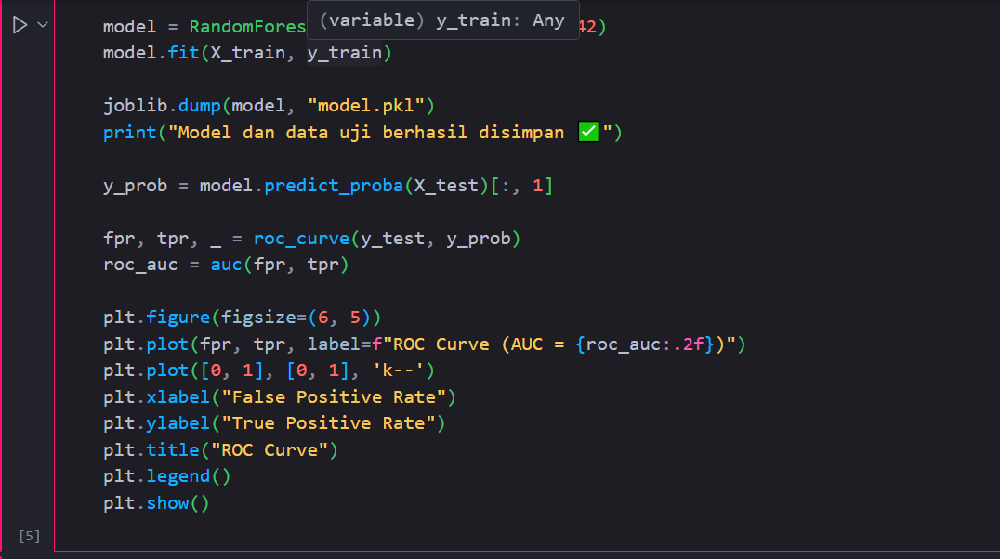 (variable) y_train: Any
model = RandomFores 42)
model.fit(X_train, y_train)
joblib.dump(model, "model.pkl")
print("Model dan data uji berhasil disimpan ✅")
y_prob = model.predict_proba(X_test)[:, 1]
fpr, tpr, _ = roc_curve(y_test, y_prob)
roc_auc = auc(fpr, tpr)
plt.figure(figsize=(6, 5))
plt.plot(fpr, tpr, label=f"ROC Curve (AUC = {roc_auc:.2f})")
plt.plot([0, 1], [0, 1], 'k--')
plt.xlabel("False Positive Rate")
plt.ylabel("True Positive Rate")
plt.title("ROC Curve")
plt.legend()
plt.show()
[5]